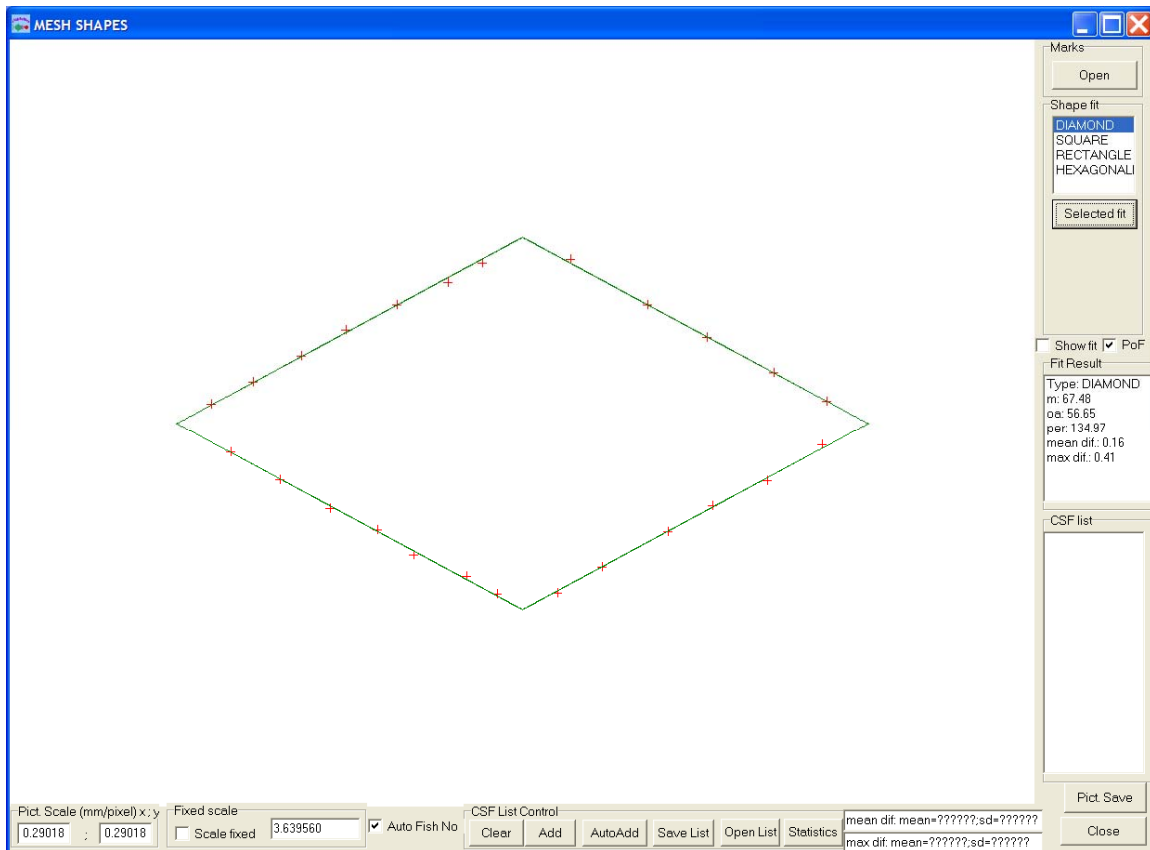 MESH SHAPES
Marks
Open
Shape fit
DIAMOND
SQUARE
RECTANGLE
HEXAGONALI
Selected fit
Show fit PoF
Fit Result
Type: DIAMOND
m: 67.48
oa: 56.65
per: 134.97
mean dif.: 0.16
max dif.: 0.41
CSF list
Pict. Save
Close
Pict. Scale (mm/pixel) x ; y
0.29018 ; 0.29018
Fixed scale
Scale fixed 3.639560
Auto Fish No
CSF List Control
Clear Add AutoAdd Save List Open List Statistics
mean dif: mean=??????;sd=??????
max dif: mean=??????;sd=??????